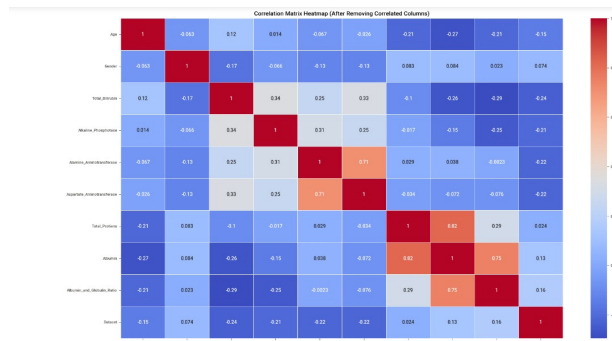 Correlation Matrix Heatmap (After Removing Correlated Columns)
Age 1 -0.063 0.12 0.014 -0.067 -0.026 -0.21 -0.27 -0.21 -0.15
Gender -0.063 1 -0.17 -0.066 -0.13 -0.13 0.083 0.084 0.023 0.074
Total_Bilirubin 0.12 -0.17 1 0.34 0.25 0.33 -0.1 -0.26 -0.29 -0.24
Alkaline_Phosphotase 0.014 -0.066 0.34 1 0.31 0.25 -0.017 -0.15 -0.25 -0.21
Alamine_Aminotransferase -0.067 -0.13 0.25 0.31 1 0.71 0.029 0.038 -0.0023 -0.22
Aspartate_Aminotransferase -0.026 -0.13 0.33 0.25 0.71 1 -0.034 -0.072 -0.076 -0.22
Total_Protiens -0.21 0.083 -0.1 -0.017 0.029 -0.034 1 0.82 0.29 0.024
Albumin -0.27 0.084 -0.26 -0.15 0.038 -0.072 0.82 1 0.75 0.13
-0.21 0.023 -0.29 -0.25 -0.0023 -0.076 0.29 0.75 1 0.16
Dataset -0.15 0.074 -0.24 -0.21 -0.22 -0.22 0.024 0.13 0.16 1